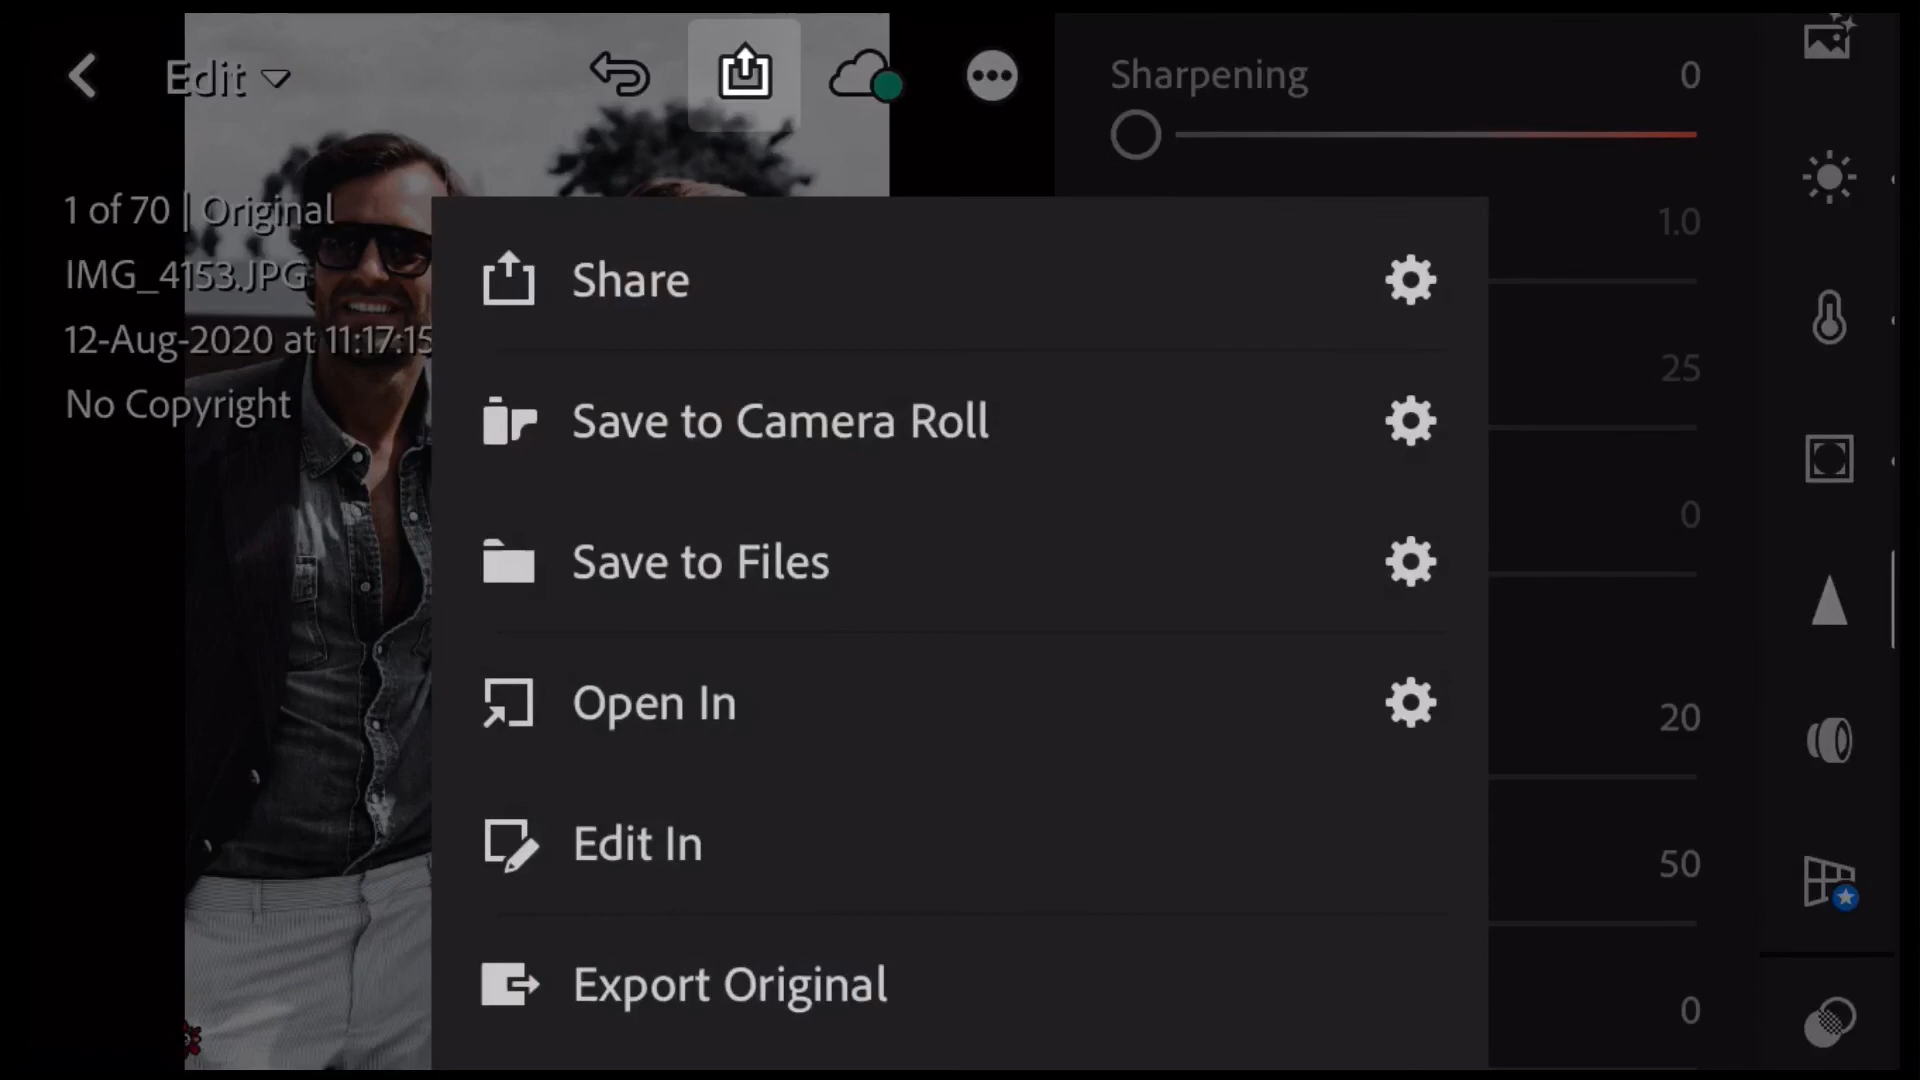 Edit
Sharpening 0
1 of 70 | Original
IMG_4153.JPG
12-Aug-2020 at 11:17:15
No Copyright
1.0
25
0
20
50
0
Share
Save to Camera Roll
Save to Files
Open In
Edit In
Export Original